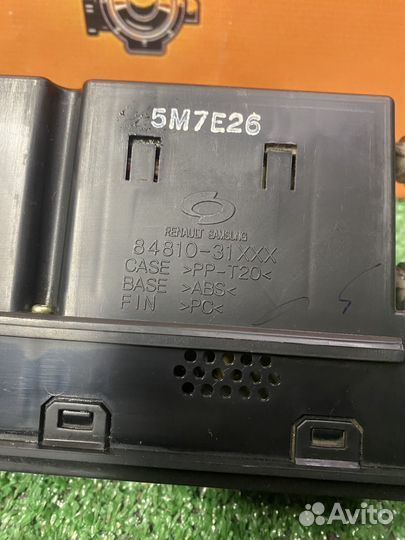 5M7E26
RENAULT SAMSUNG
84810-31XXX
CASE >PP-T20<
BASE >ABS<
FIN >PC<
Avito